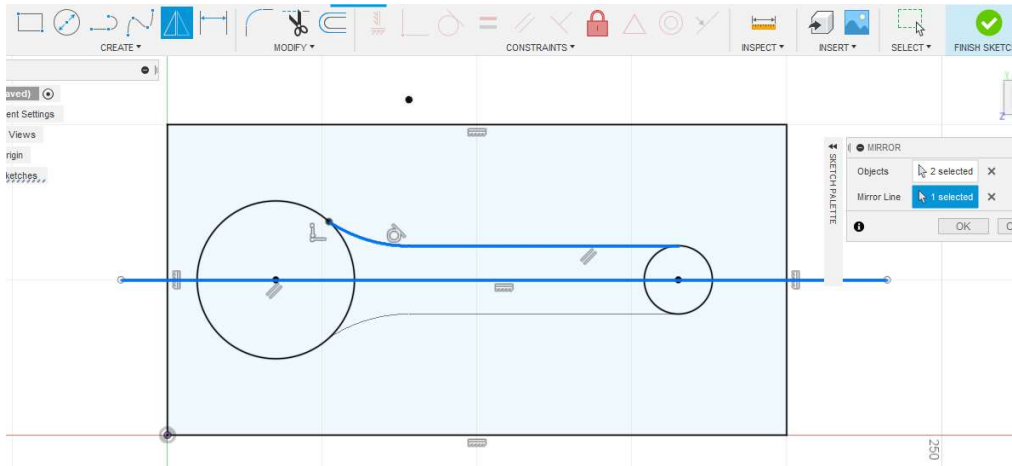 CREATE ▾ MODIFY ▾ CONSTRAINTS ▾ INSPECT ▾ INSERT ▾ SELECT ▾ FINISH SKETC
aved)
ent Settings
Views
rigin
ketches
MIRROR
Objects 2 selected
Mirror Line 1 selected
OK C
SKETCH PALETTE
Y
Z
250